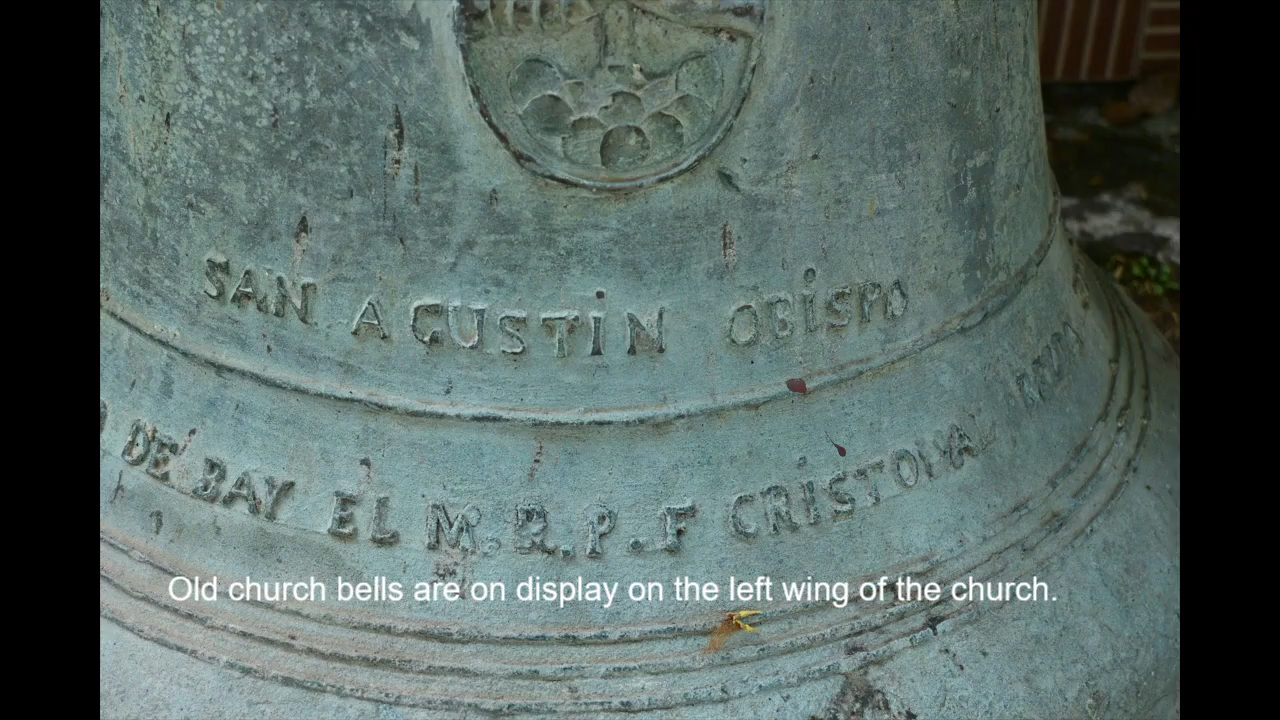 SAN AGUSTiN OBiSPO
DE BAY EL M.R.P.F CRiSTOVAL
Old church bells are on display on the left wing of the church.